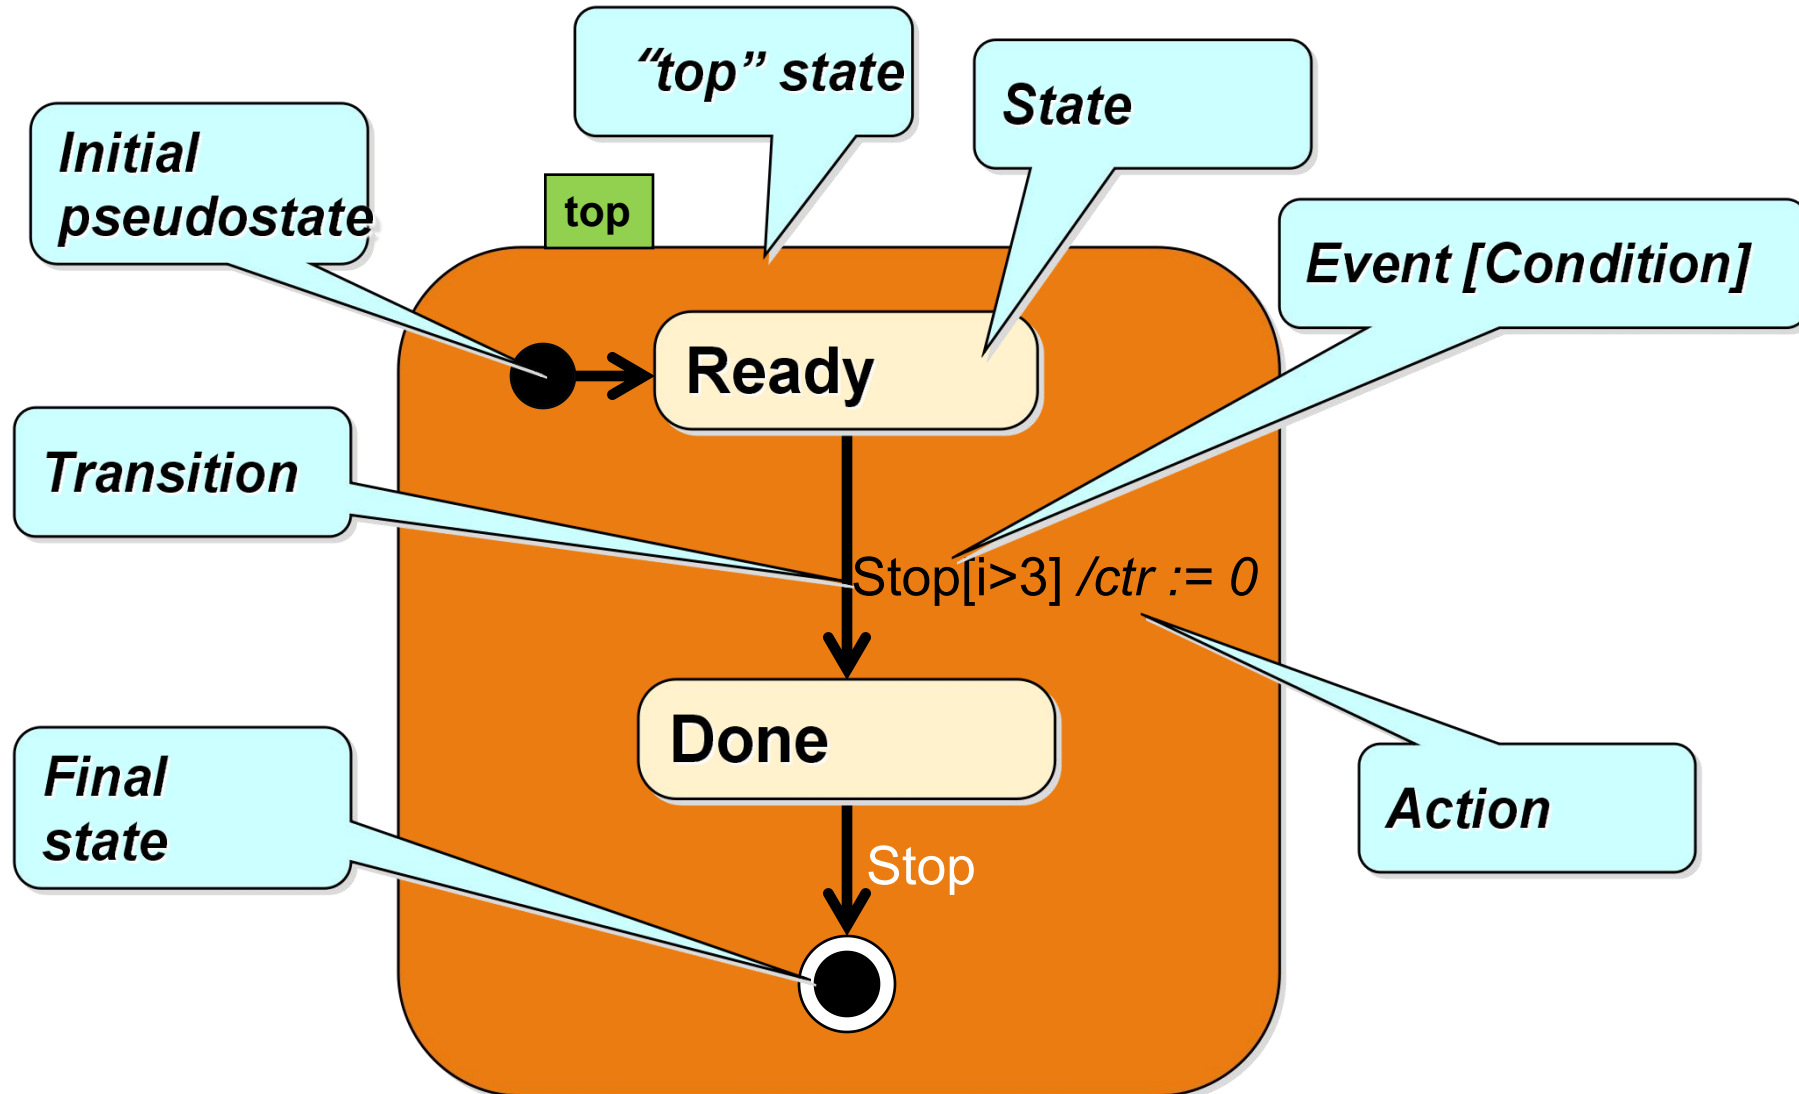 “top” state
State
Initial
pseudostate
top
Event [Condition]
Ready
Transition
Stop[i>3] /ctr := 0
Done
Final
state
Action
Stop